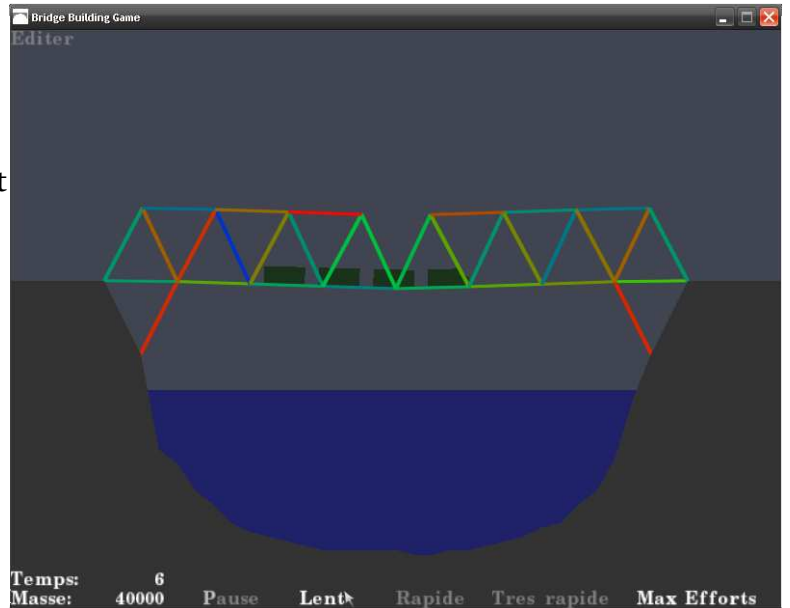 Bridge Building Game
Editer
t
Temps: 6
Masse: 40000 Pause Lent Rapide Tres rapide Max Efforts